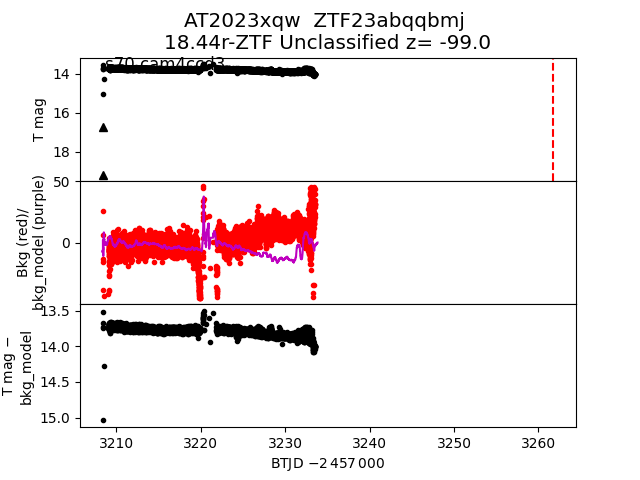 AT2023xqw ZTF23abqqbmj
18.44r-ZTF Unclassified z= -99.0
s70 cam4ccd3
14
16
18
T mag
50
0
Bkg (red)/
bkg_model (purple)
13.5
14.0
14.5
15.0
T mag −
bkg_model
3210 3220 3230 3240 3250 3260
BTJD −2 457 000